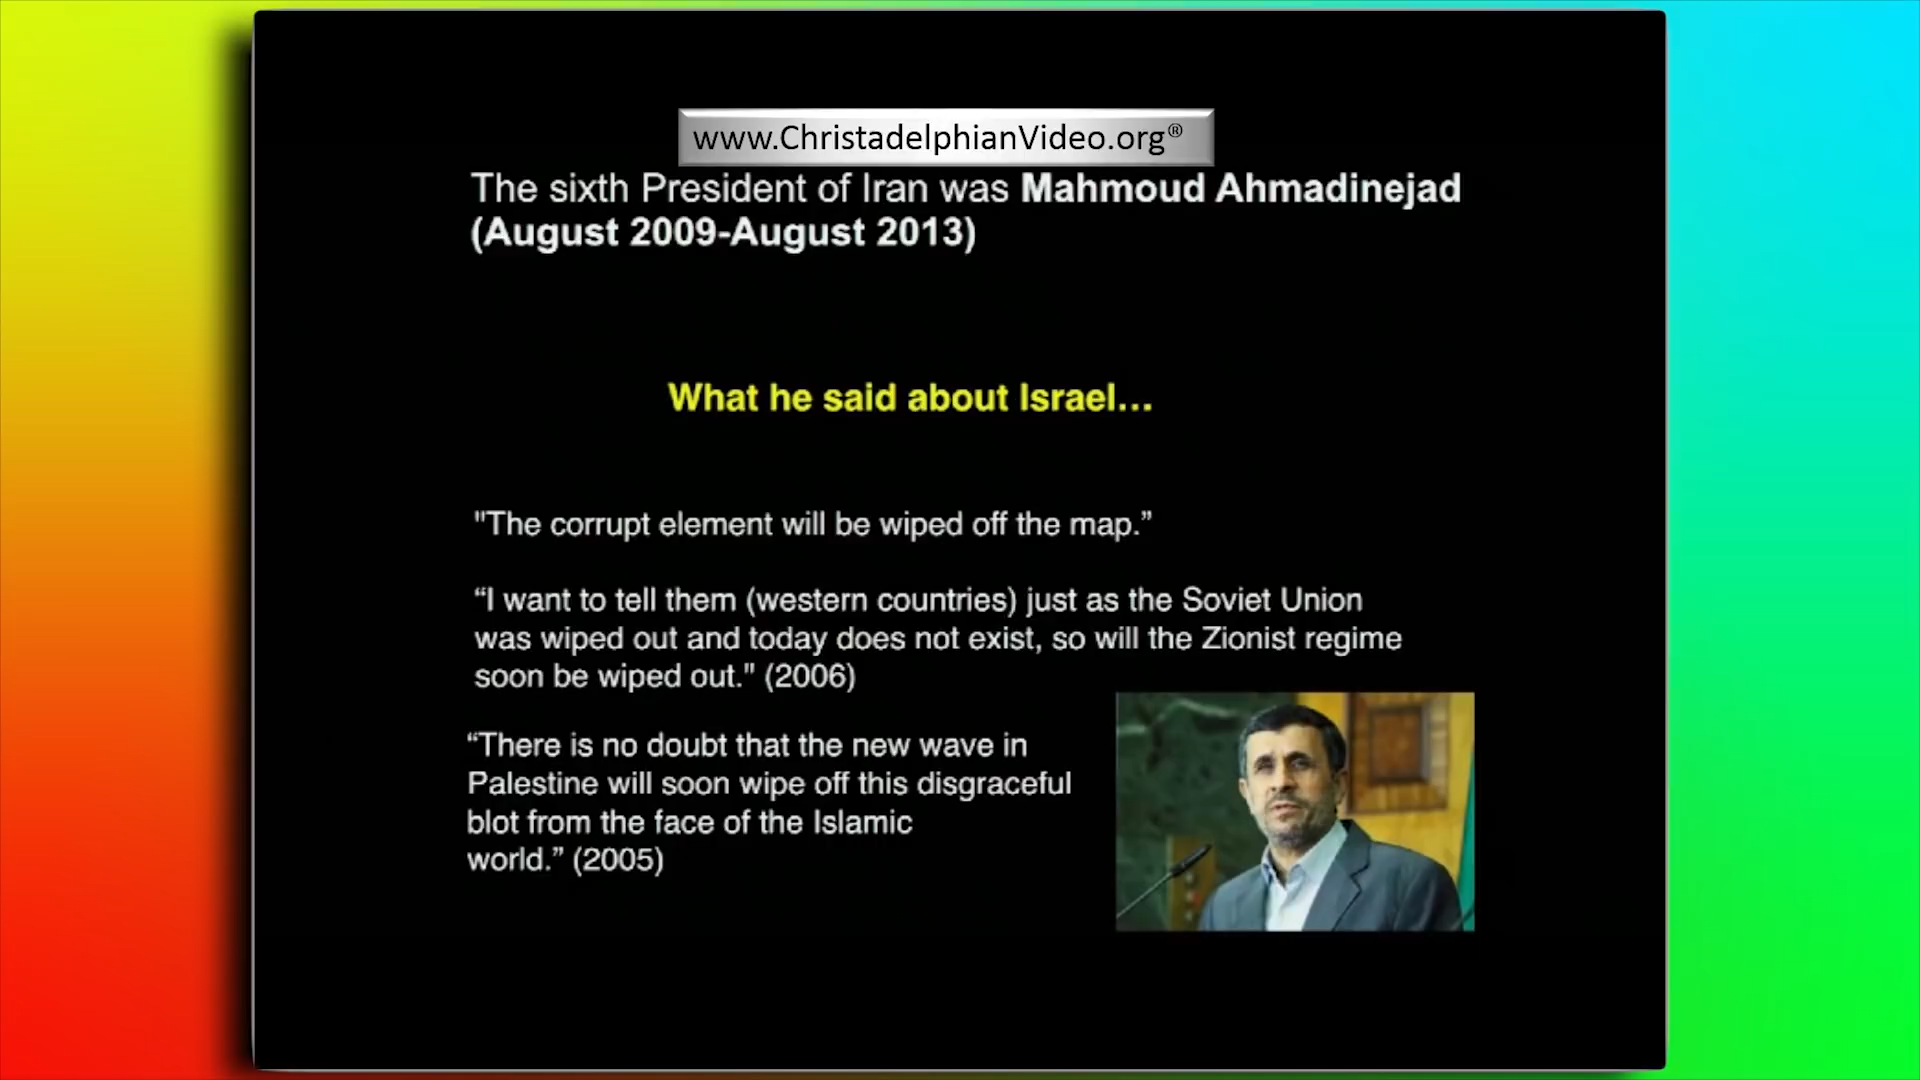 www.ChristadelphianVideo.org®
The sixth President of Iran was Mahmoud Ahmadinejad
(August 2009-August 2013)
What he said about Israel…
"The corrupt element will be wiped off the map.”
“I want to tell them (western countries) just as the Soviet Union
was wiped out and today does not exist, so will the Zionist regime
soon be wiped out." (2006)
“There is no doubt that the new wave in
Palestine will soon wipe off this disgraceful
blot from the face of the Islamic
world.” (2005)